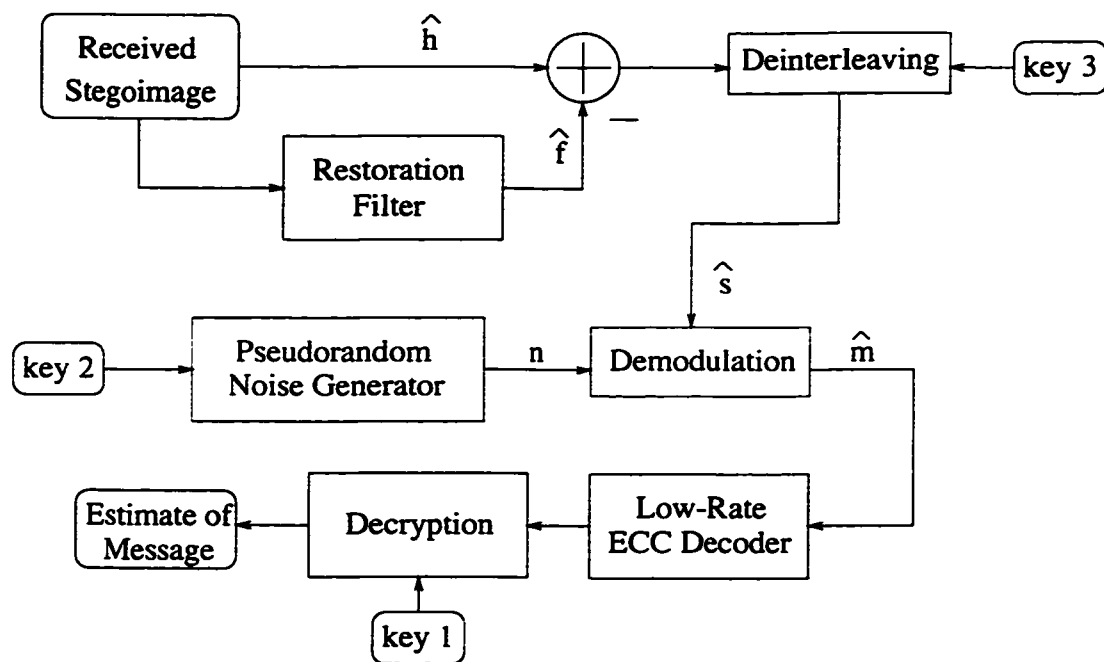 Received
Stegoimage
ĥ
Deinterleaving
key 3
Restoration
Filter
f̂
−
ŝ
key 2
Pseudorandom
Noise Generator
n
Demodulation
m̂
Estimate of
Message
Decryption
Low-Rate
ECC Decoder
key 1